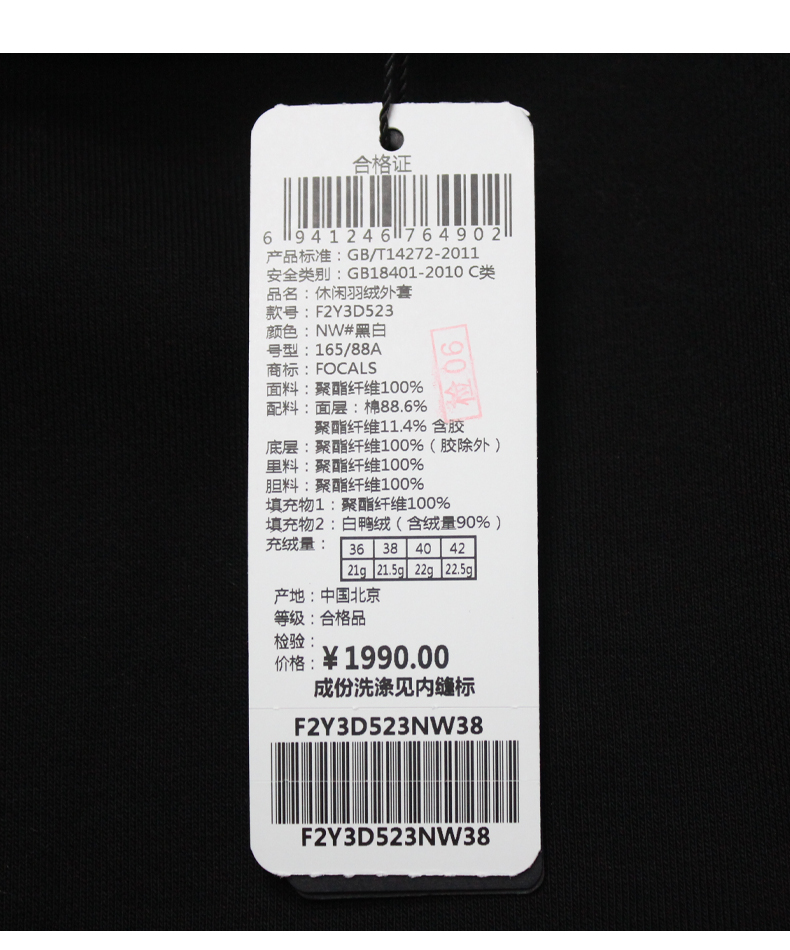 合格证
6 941246 764902
产品标准：GB/T14272-2011
安全类别：GB18401-2010 C类
品名：休闲羽绒外套
款号：F2Y3D523
颜色：NW#黑白
号型：165/88A
商标：FOCALS
面料：聚酯纤维100%
配料：面层：棉88.6%
聚酯纤维11.4% 含胶
底层：聚酯纤维100%（胶除外）
里料：聚酯纤维100%
胆料：聚酯纤维100%
填充物1：聚酯纤维100%
填充物2：白鸭绒（含绒量90%）
充绒量：
36 38 40 42
21g 21.5g 22g 22.5g
产地：中国北京
等级：合格品
检验：
价格：¥1990.00
成份洗涤见内缝标
F2Y3D523NW38
F2Y3D523NW38
检06